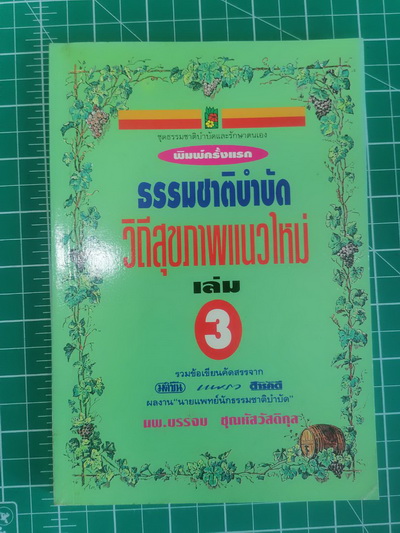 ชุดธรรมชาติบำบัดและรักษาตนเอง
พิมพ์ครั้งแรก
ธรรมชาติบำบัด
วิถีสุขภาพแนวใหม่
เล่ม
3
รวมข้อเขียนคัดสรรจาก
มติชน แพรว สารคดี
ผลงาน "นายแพทย์นักธรรมชาติบำบัด"
นพ.บรรจบ ชุณหสวัสดิกุล